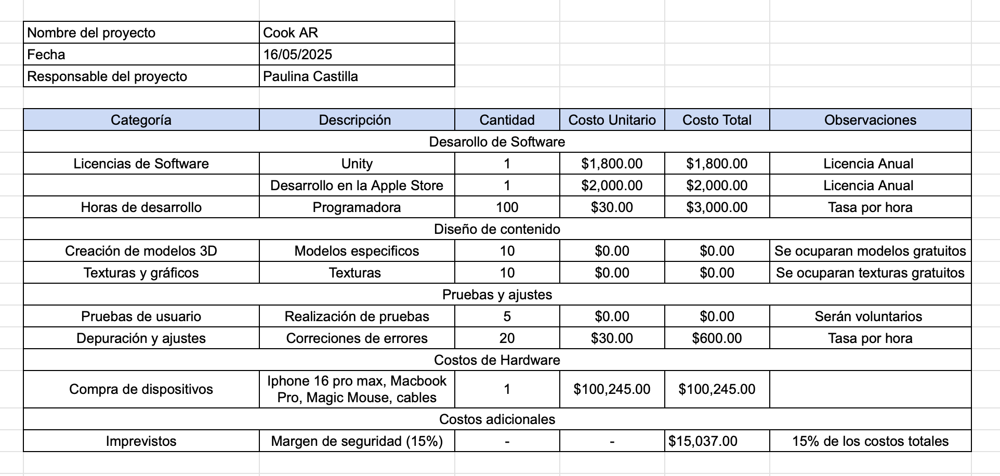 Nombre del proyecto Cook AR
Fecha 16/05/2025
Responsable del proyecto Paulina Castilla
Categoría Descripción Cantidad Costo Unitario Costo Total Observaciones
Desarollo de Software
Licencias de Software Unity 1 $1,800.00 $1,800.00 Licencia Anual
Desarrollo en la Apple Store 1 $2,000.00 $2,000.00 Licencia Anual
Horas de desarrollo Programadora 100 $30.00 $3,000.00 Tasa por hora
Diseño de contenido
Creación de modelos 3D Modelos especificos 10 $0.00 $0.00 Se ocuparan modelos gratuitos
Texturas y gráficos Texturas 10 $0.00 $0.00 Se ocuparan texturas gratuitos
Pruebas y ajustes
Pruebas de usuario Realización de pruebas 5 $0.00 $0.00 Serán voluntarios
Depuración y ajustes Correciones de errores 20 $30.00 $600.00 Tasa por hora
Costos de Hardware
Compra de dispositivos Iphone 16 pro max, Macbook
Pro, Magic Mouse, cables 1 $100,245.00 $100,245.00
Costos adicionales
Imprevistos Margen de seguridad (15%) - - $15,037.00 15% de los costos totales